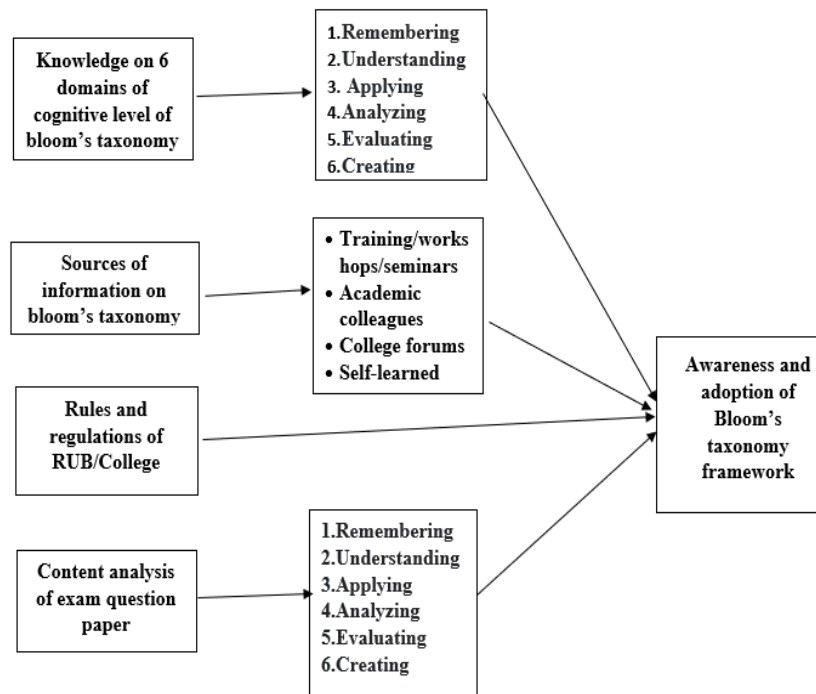 Knowledge on 6
domains of
cognitive level of
bloom’s taxonomy
1.Remembering
2.Understanding
3. Applying
4.Analyzing
5.Evaluating
6.Creating
Sources of
information on
bloom’s taxonomy
• Training/works
hops/seminars
• Academic
colleagues
• College forums
• Self-learned
Rules and
regulations of
RUB/College
Content analysis
of exam question
paper
1.Remembering
2.Understanding
3.Applying
4.Analyzing
5.Evaluating
6.Creating
Awareness and
adoption of
Bloom’s
taxonomy
framework